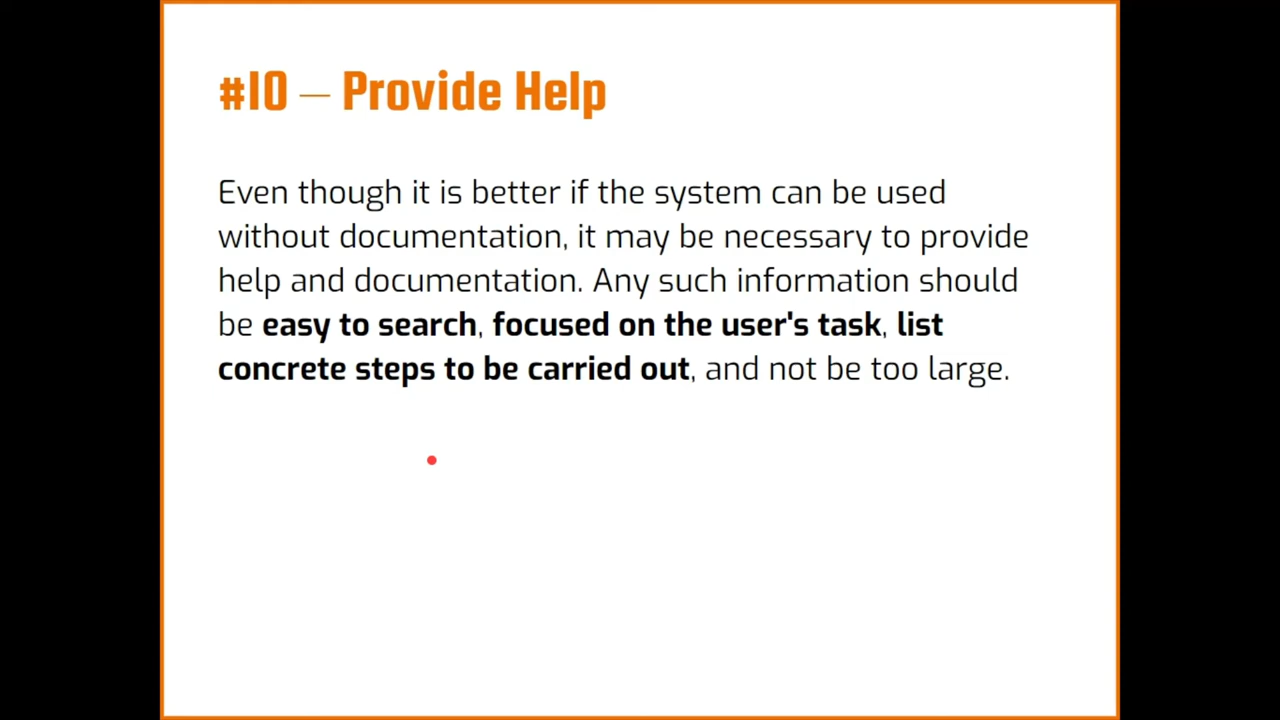 #10 — Provide Help
Even though it is better if the system can be used
without documentation, it may be necessary to provide
help and documentation. Any such information should
be easy to search, focused on the user's task, list
concrete steps to be carried out, and not be too large.